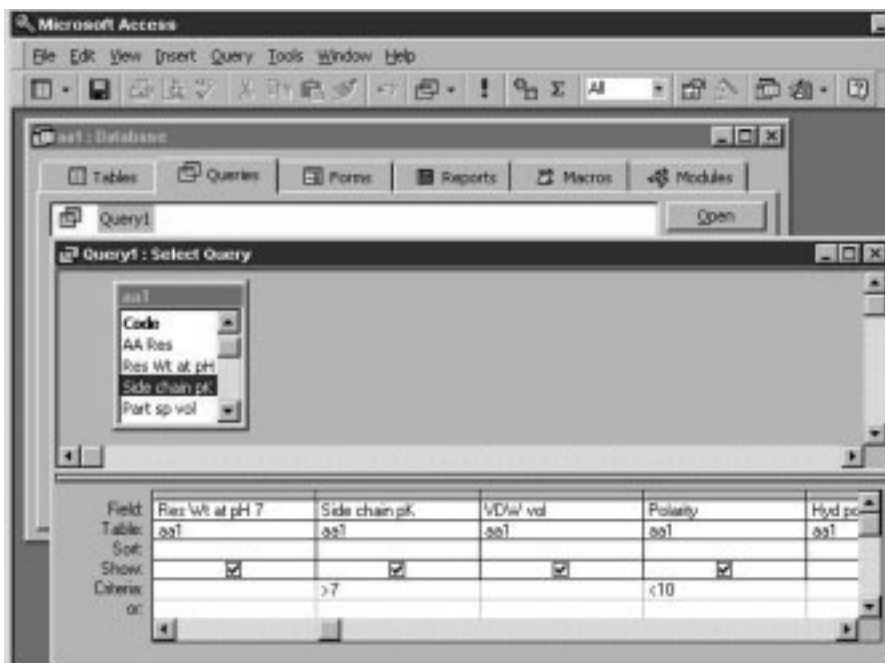 Microsoft Access
File Edit View Insert Query Tools Window Help
All
aa1 : Database
Tables Queries Forms Reports Macros Modules
Query1 Open
Query1 : Select Query
aa1
Code
AA Res
Res Wt at pH
Side chain pK
Part sp vol
Field: Res Wt at pH 7 Side chain pK VDW vol Polarity Hyd po
Table: aa1 aa1 aa1 aa1 aa1
Sort:
Show:
Criteria: >7 <10
or: